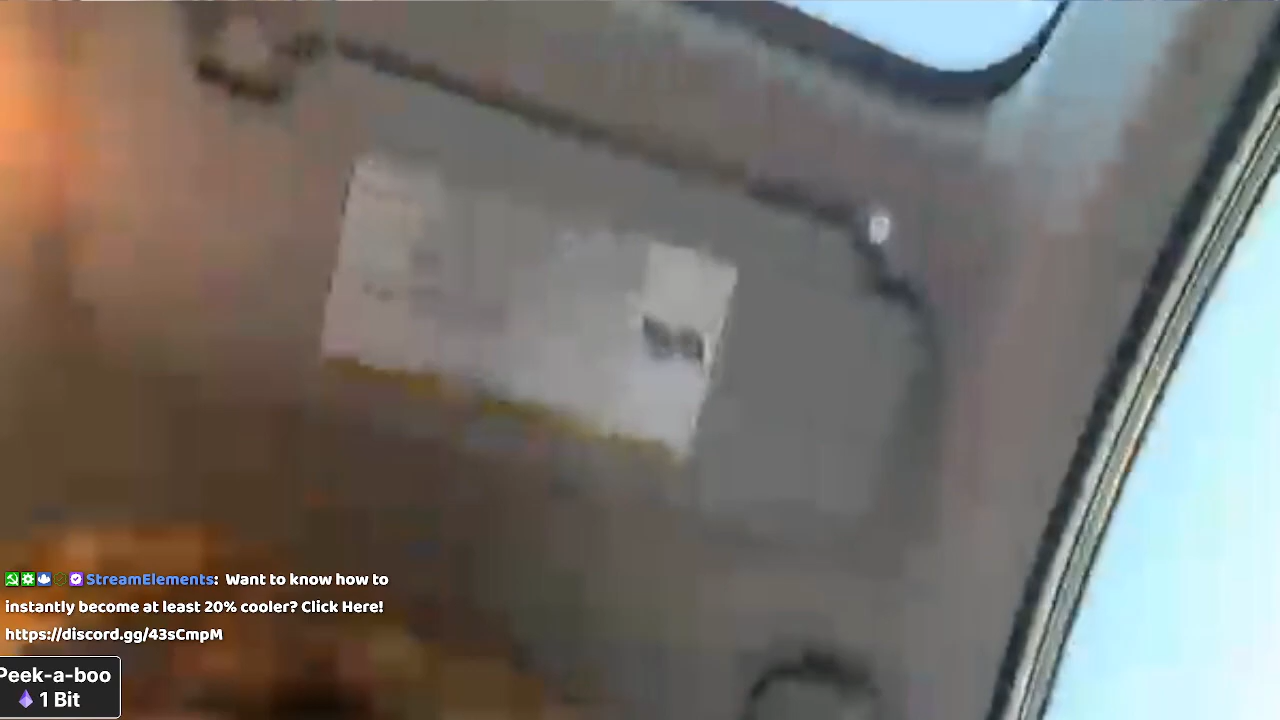 StreamElements: Want to know how to
instantly become at least 20% cooler? Click Here!
https://discord.gg/43sCmpM
Peek-a-boo
1 Bit